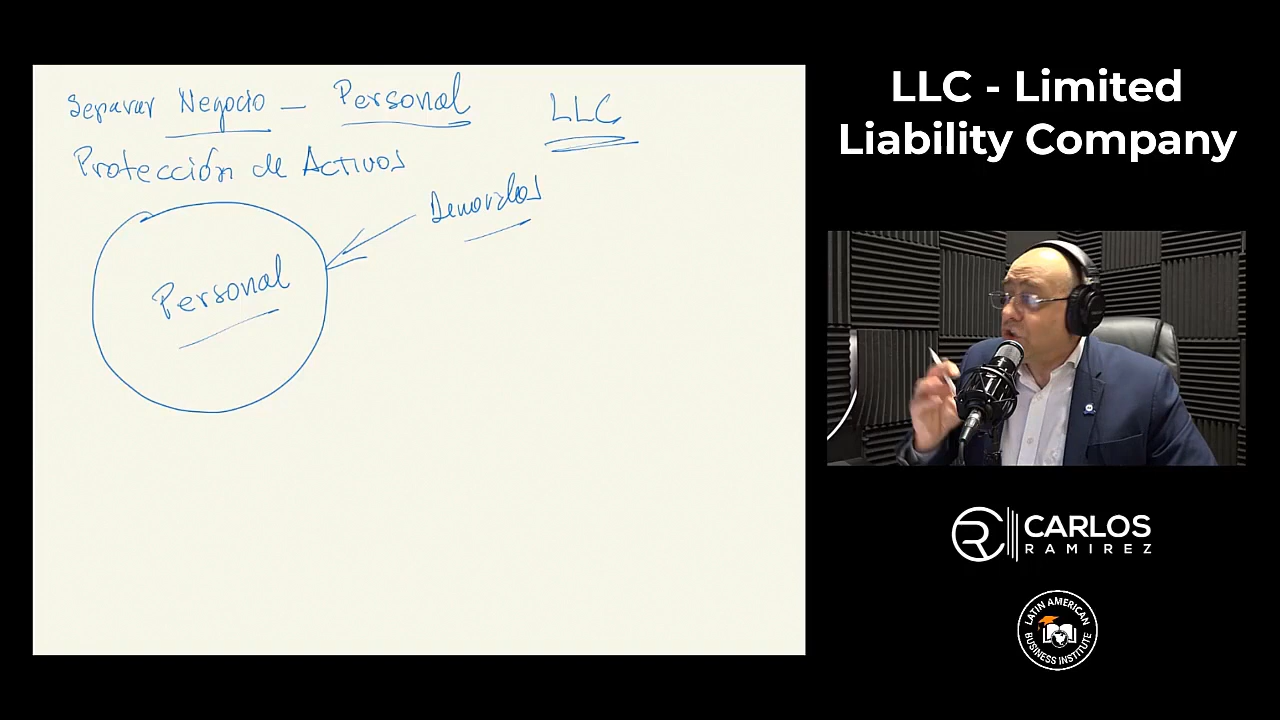 Separar Negocio — Personal LLC
Protección de Activos
Demandas
Personal
LLC - Limited
Liability Company
CARLOS
RAMIREZ
LATIN AMERICAN
BUSINESS INSTITUTE